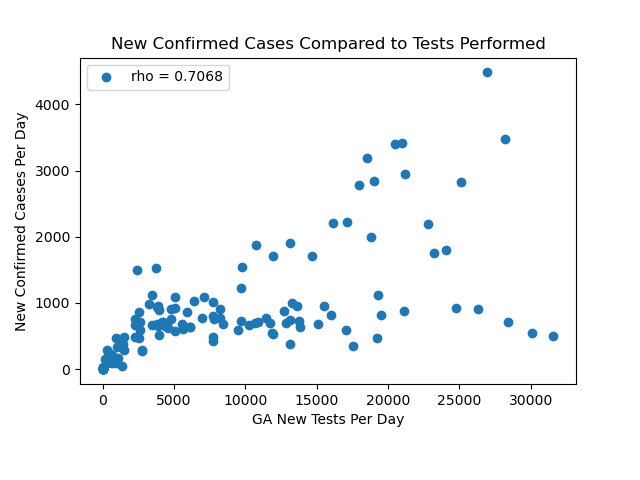 New Confirmed Cases Compared to Tests Performed
rho = 0.7068
New Confirmed Caeses Per Day
4000
3000
2000
1000
0
0 5000 10000 15000 20000 25000 30000
GA New Tests Per Day